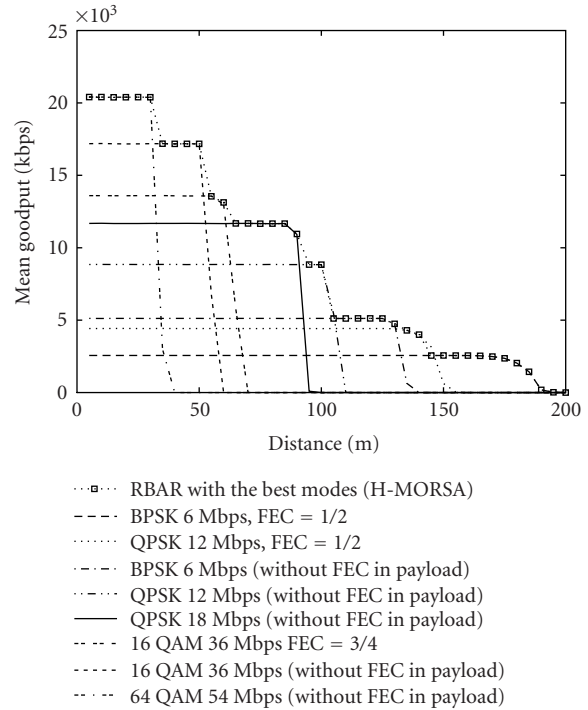 ×10³
25
20
15
10
5
0
Mean goodput (kbps)
0 50 100 150 200
Distance (m)
RBAR with the best modes (H-MORSA)
BPSK 6 Mbps, FEC = 1/2
QPSK 12 Mbps, FEC = 1/2
BPSK 6 Mbps (without FEC in payload)
QPSK 12 Mbps (without FEC in payload)
QPSK 18 Mbps (without FEC in payload)
16 QAM 36 Mbps FEC = 3/4
16 QAM 36 Mbps (without FEC in payload)
64 QAM 54 Mbps (without FEC in payload)